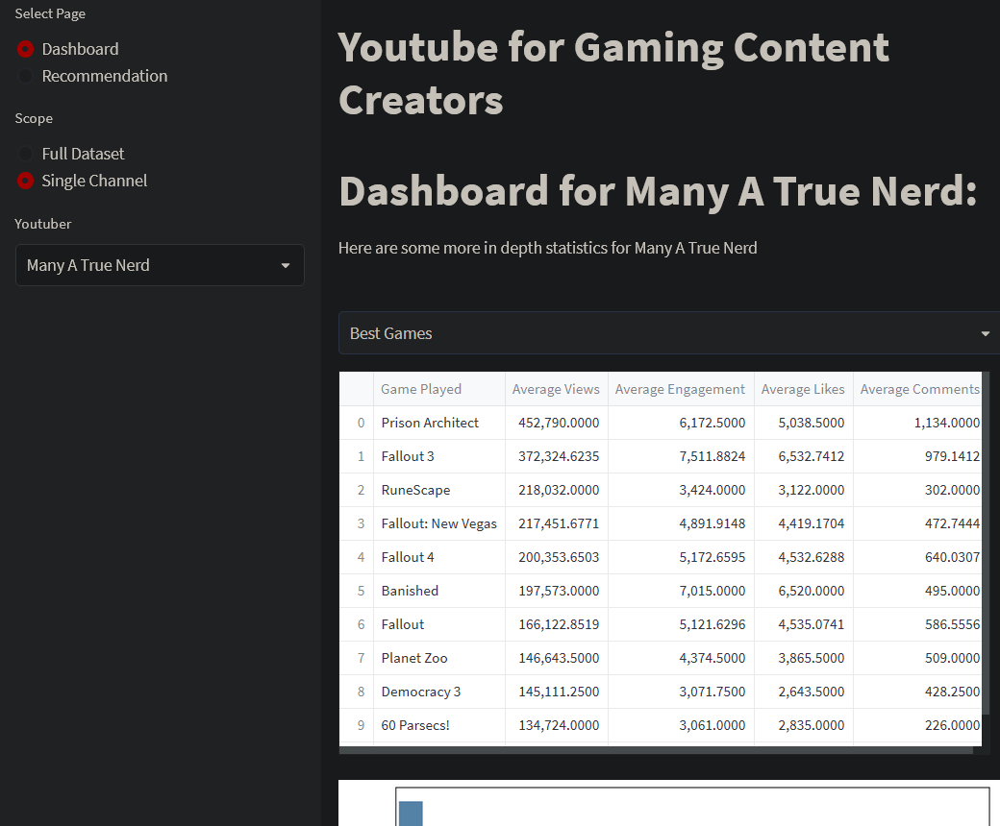 Select Page
Dashboard
Recommendation
Scope
Full Dataset
Single Channel
Youtuber
Many A True Nerd
Youtube for Gaming Content
Creators
Dashboard for Many A True Nerd:
Here are some more in depth statistics for Many A True Nerd
Best Games
Game Played Average Views Average Engagement Average Likes Average Comments
0 Prison Architect 452,790.0000 6,172.5000 5,038.5000 1,134.0000
1 Fallout 3 372,324.6235 7,511.8824 6,532.7412 979.1412
2 RuneScape 218,032.0000 3,424.0000 3,122.0000 302.0000
3 Fallout: New Vegas 217,451.6771 4,891.9148 4,419.1704 472.7444
4 Fallout 4 200,353.6503 5,172.6595 4,532.6288 640.0307
5 Banished 197,573.0000 7,015.0000 6,520.0000 495.0000
6 Fallout 166,122.8519 5,121.6296 4,535.0741 586.5556
7 Planet Zoo 146,643.5000 4,374.5000 3,865.5000 509.0000
8 Democracy 3 145,111.2500 3,071.7500 2,643.5000 428.2500
9 60 Parsecs! 134,724.0000 3,061.0000 2,835.0000 226.0000